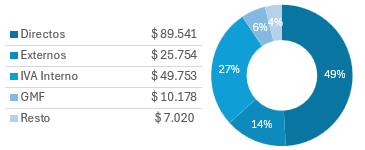 Directos $ 89.541
Externos $ 25.754
IVA Interno $ 49.753
GMF $ 10.178
Resto $ 7.020
4%
6%
27%
49%
14%